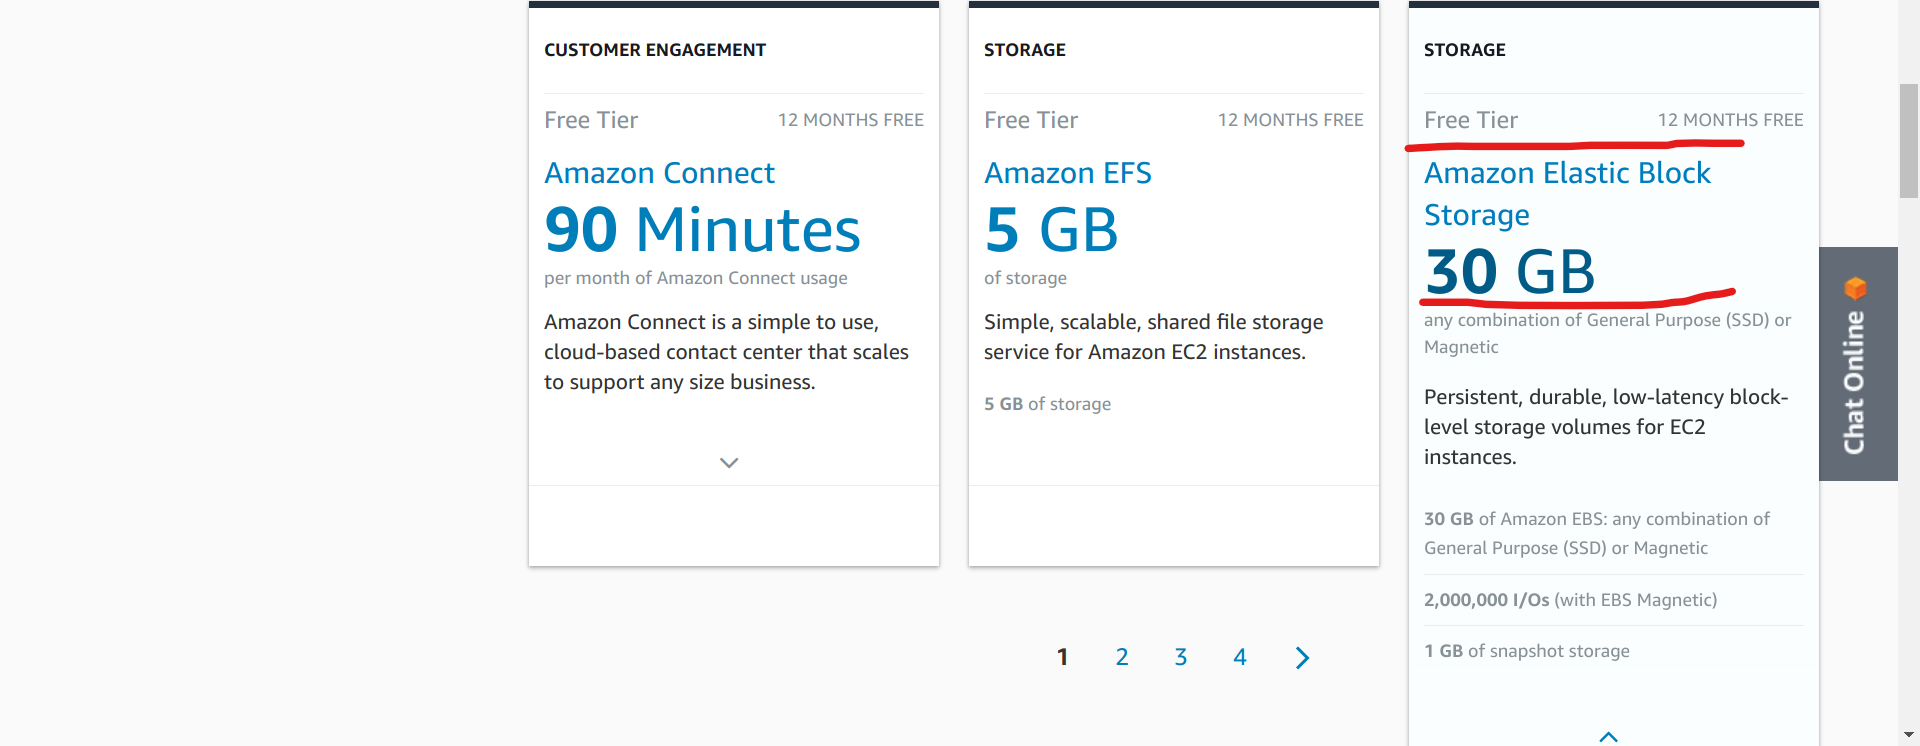 CUSTOMER ENGAGEMENT
Free Tier 12 MONTHS FREE
Amazon Connect
90 Minutes
per month of Amazon Connect usage
Amazon Connect is a simple to use,
cloud-based contact center that scales
to support any size business.
STORAGE
Free Tier 12 MONTHS FREE
Amazon EFS
5 GB
of storage
Simple, scalable, shared file storage
service for Amazon EC2 instances.
5 GB of storage
STORAGE
Free Tier 12 MONTHS FREE
Amazon Elastic Block
Storage
30 GB
any combination of General Purpose (SSD) or
Magnetic
Persistent, durable, low-latency block-
level storage volumes for EC2
instances.
30 GB of Amazon EBS: any combination of
General Purpose (SSD) or Magnetic
2,000,000 I/Os (with EBS Magnetic)
1 GB of snapshot storage
Chat Online
1 2 3 4